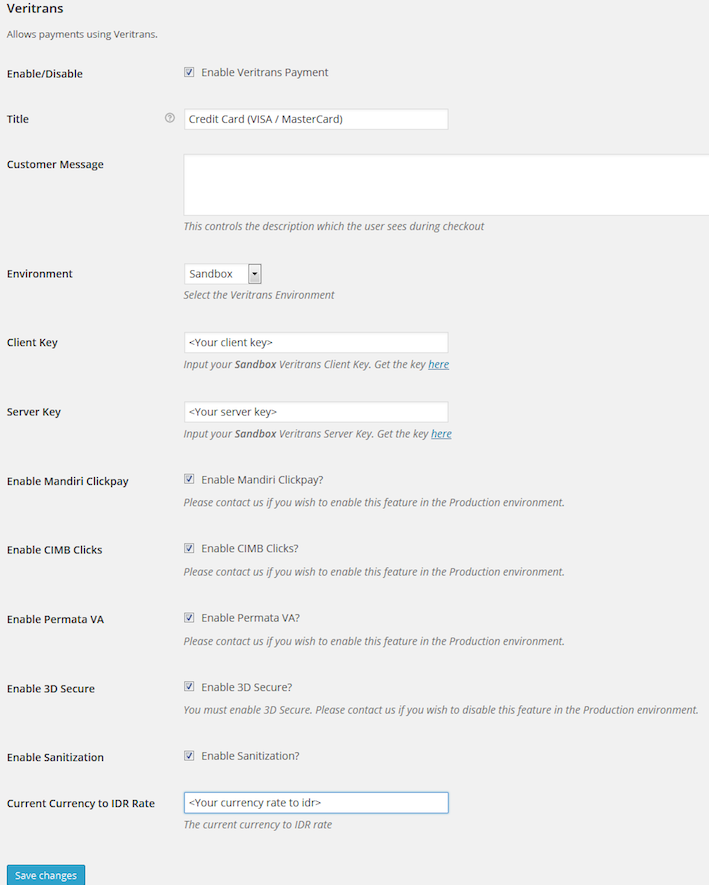 Veritrans
Allows payments using Veritrans.
Enable/Disable
Enable Veritrans Payment
Title
Credit Card (VISA / MasterCard)
Customer Message
This controls the description which the user sees during checkout
Environment
Sandbox
Select the Veritrans Environment
Client Key
<Your client key>
Input your Sandbox Veritrans Client Key. Get the key here
Server Key
<Your server key>
Input your Sandbox Veritrans Server Key. Get the key here
Enable Mandiri Clickpay
Enable Mandiri Clickpay?
Please contact us if you wish to enable this feature in the Production environment.
Enable CIMB Clicks
Enable CIMB Clicks?
Please contact us if you wish to enable this feature in the Production environment.
Enable Permata VA
Enable Permata VA?
Please contact us if you wish to enable this feature in the Production environment.
Enable 3D Secure
Enable 3D Secure?
You must enable 3D Secure. Please contact us if you wish to disable this feature in the Production environment.
Enable Sanitization
Enable Sanitization?
Current Currency to IDR Rate
<Your currency rate to idr>
The current currency to IDR rate
Save changes